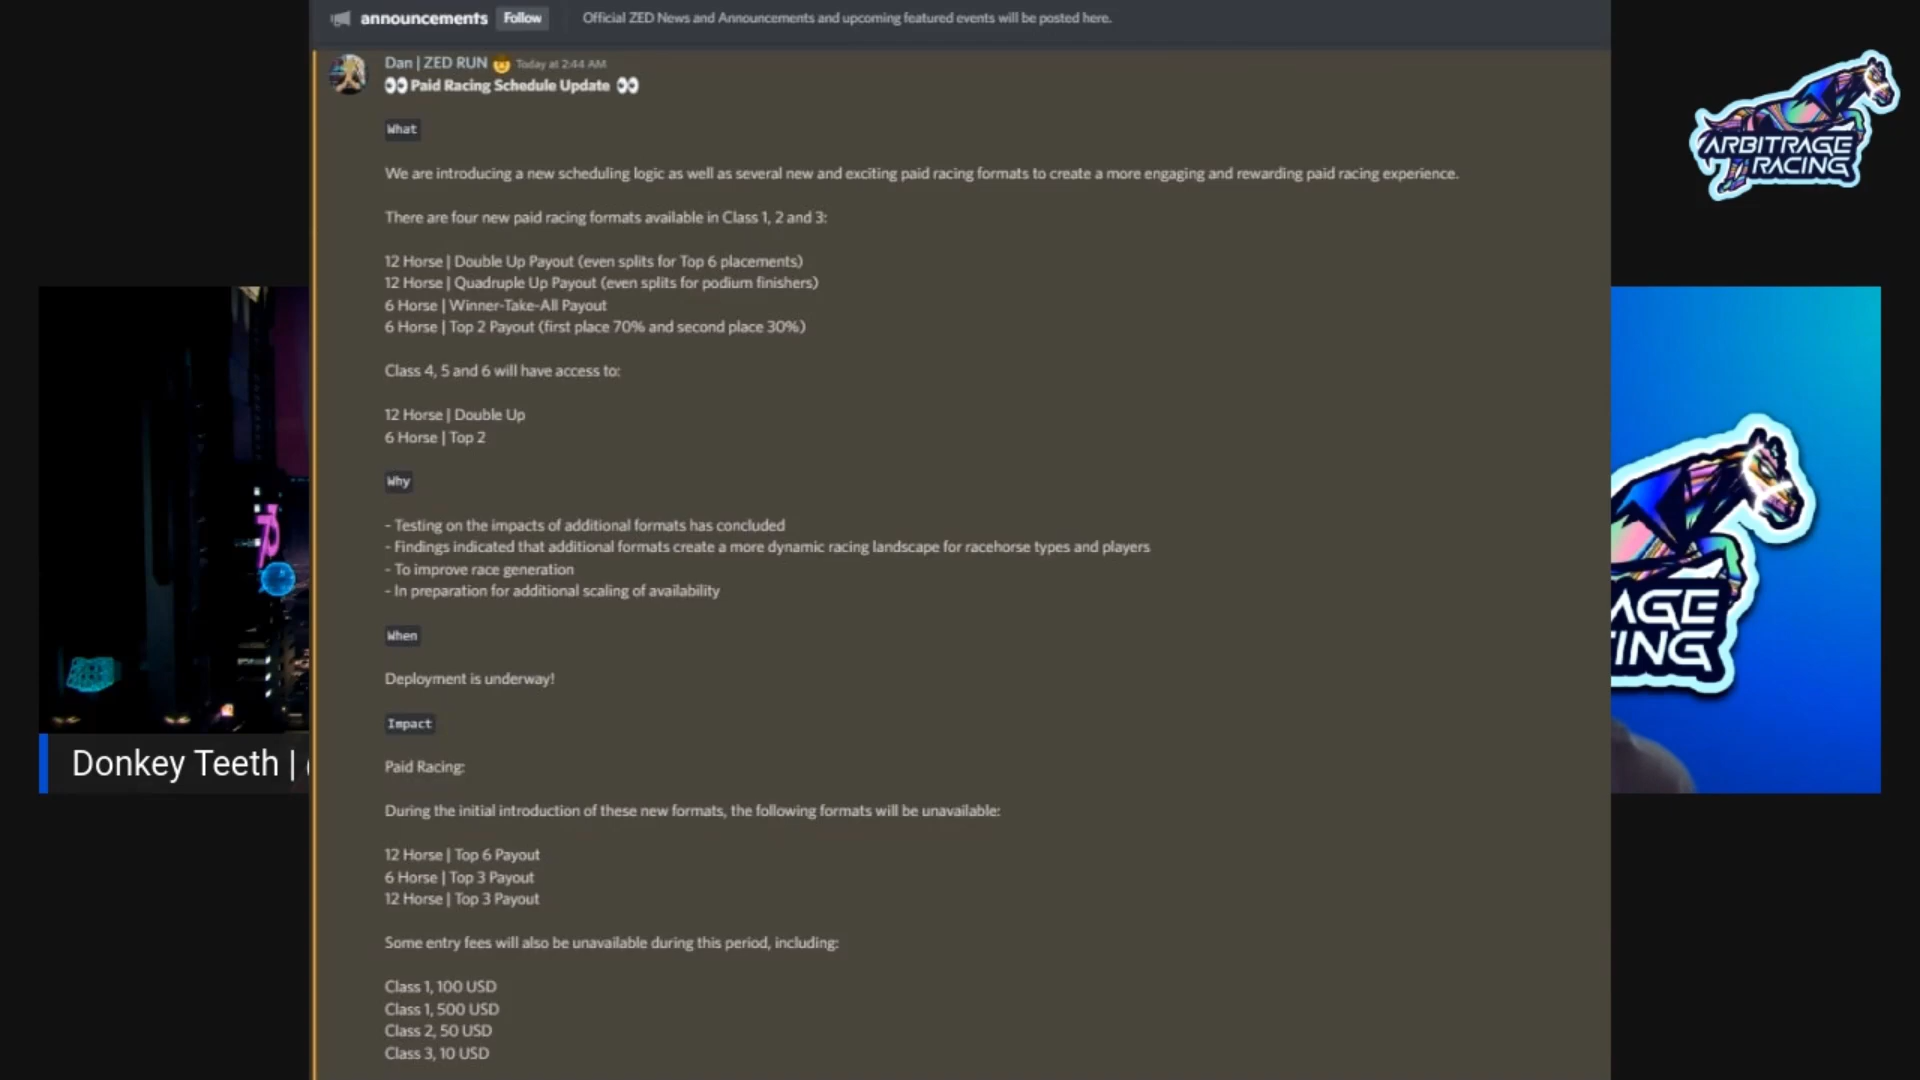 announcements Follow Official ZED News and Announcements and upcoming featured events will be posted here.
Dan | ZED RUN Today at 2:44 AM
Paid Racing Schedule Update
What
We are introducing a new scheduling logic as well as several new and exciting paid racing formats to create a more engaging and rewarding paid racing experience.
There are four new paid racing formats available in Class 1, 2 and 3:
12 Horse | Double Up Payout (even splits for Top 6 placements)
12 Horse | Quadruple Up Payout (even splits for podium finishers)
6 Horse | Winner-Take-All Payout
6 Horse | Top 2 Payout (first place 70% and second place 30%)
Class 4, 5 and 6 will have access to:
12 Horse | Double Up
6 Horse | Top 2
Why
- Testing on the impacts of additional formats has concluded
- Findings indicated that additional formats create a more dynamic racing landscape for racehorse types and players
- To improve race generation
- In preparation for additional scaling of availability
When
Deployment is underway!
Impact
Paid Racing:
During the initial introduction of these new formats, the following formats will be unavailable:
12 Horse | Top 6 Payout
6 Horse | Top 3 Payout
12 Horse | Top 3 Payout
Some entry fees will also be unavailable during this period, including:
Class 1, 100 USD
Class 1, 500 USD
Class 2, 50 USD
Class 3, 10 USD
Donkey Teeth |
ARBITRAGE
RACING
AGE
ING